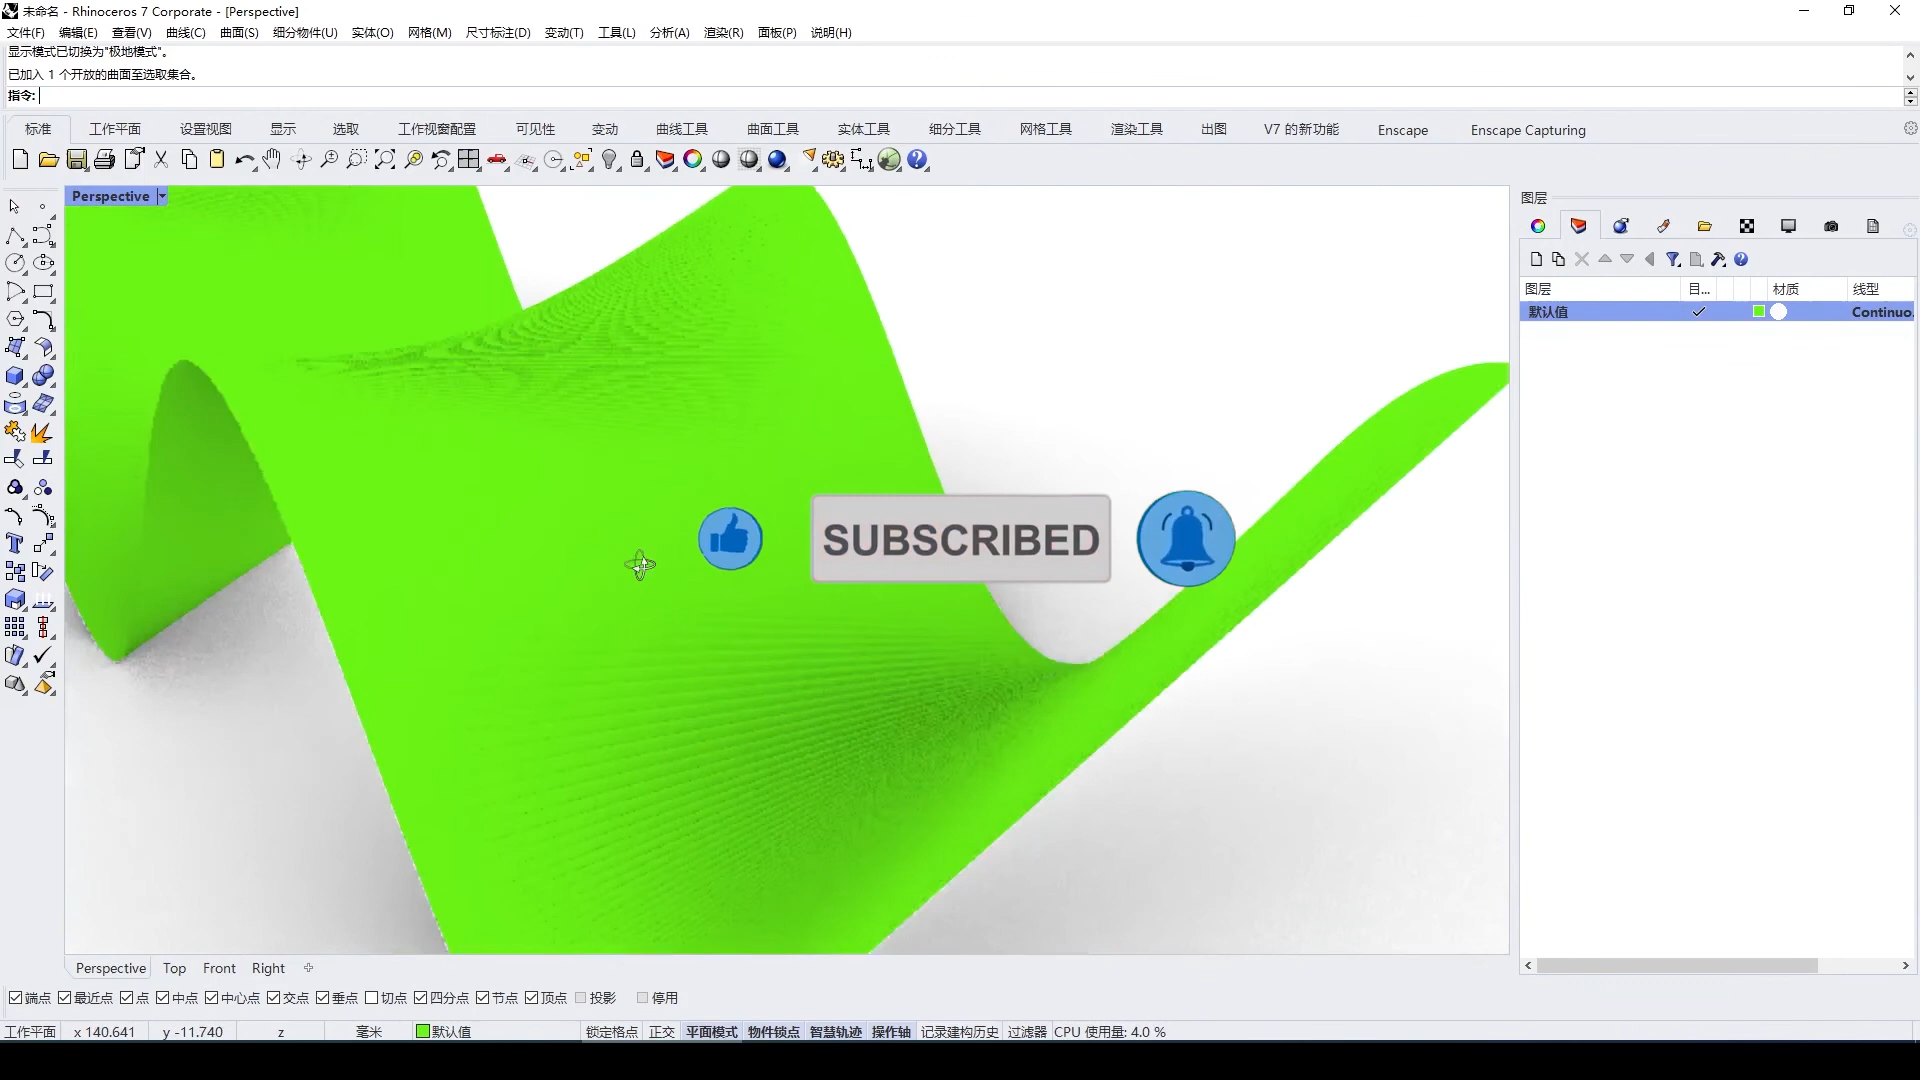 未命名 - Rhinoceros 7 Corporate - [Perspective]
文件(F) 编辑(E) 查看(V) 曲线(C) 曲面(S) 细分物件(U) 实体(O) 网格(M) 尺寸标注(D) 变动(T) 工具(L) 分析(A) 渲染(R) 面板(P) 说明(H)
显示模式已切换为"极地模式"。
已加入 1 个开放的曲面至选取集合。
指令:
标准 工作平面 设置视图 显示 选取 工作视窗配置 可见性 变动 曲线工具 曲面工具 实体工具 细分工具 网格工具 渲染工具 出图 V7 的新功能 Enscape Enscape Capturing
Perspective
图层
图层 目... 材质 线型
默认值 Continuo
SUBSCRIBED
Perspective Top Front Right
端点 最近点 点 中点 中心点 交点 垂点 切点 四分点 节点 顶点 投影 停用
工作平面 x 140.641 y -11.740 z 毫米 默认值 锁定格点 正交 平面模式 物件锁点 智慧轨迹 操作轴 记录建构历史 过滤器 CPU 使用量: 4.0 %